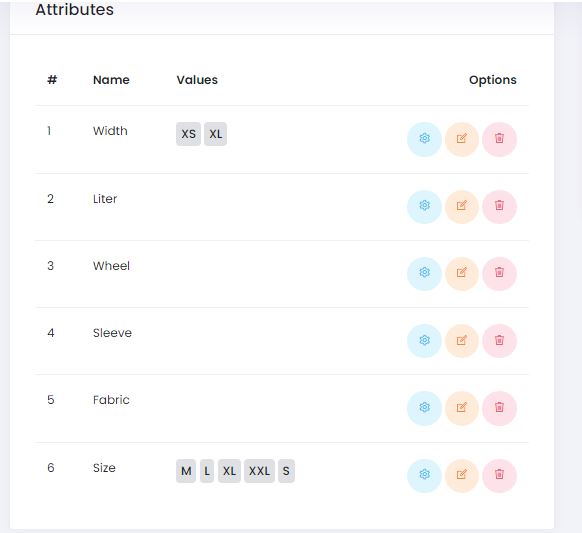 Attributes
# Name Values Options
1 Width XS XL
2 Liter
3 Wheel
4 Sleeve
5 Fabric
6 Size M L XL XXL S